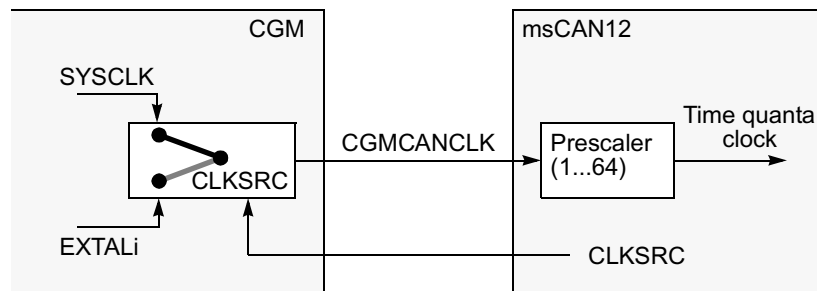 CGM
msCAN12
SYSCLK
Time quanta
clock
CGMCANCLK
Prescaler
(1...64)
CLKSRC
EXTALi
CLKSRC